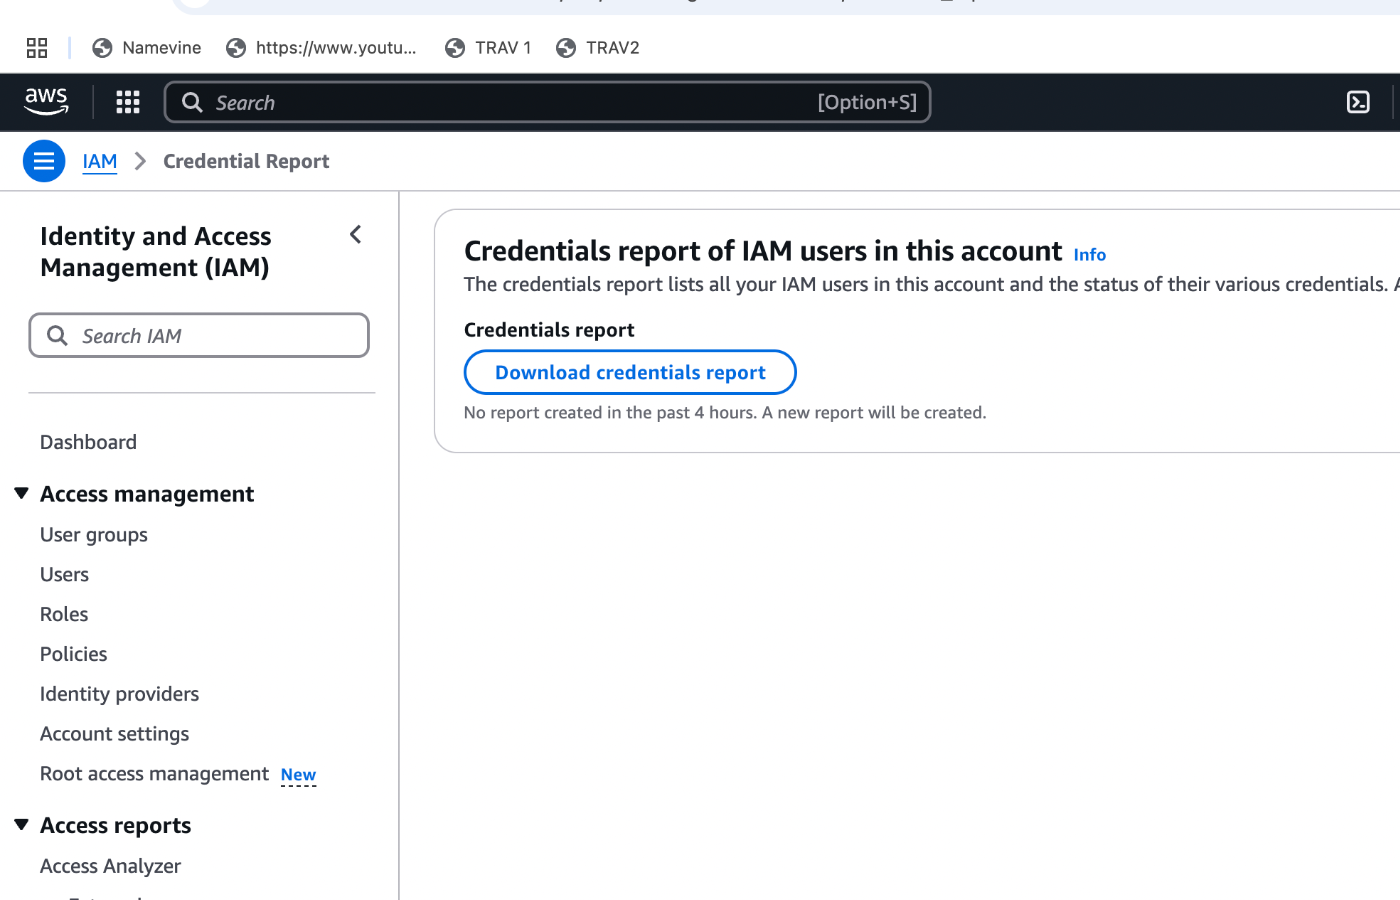 Namevine
https://www.youtu...
TRAV 1
TRAV2
aws
Search
[Option+S]
IAM
Credential Report
Identity and Access
Management (IAM)
Search IAM
Dashboard
Access management
User groups
Users
Roles
Policies
Identity providers
Account settings
Root access management New
Access reports
Access Analyzer
Credentials report of IAM users in this account Info
The credentials report lists all your IAM users in this account and the status of their various credentials.
Credentials report
Download credentials report
No report created in the past 4 hours. A new report will be created.